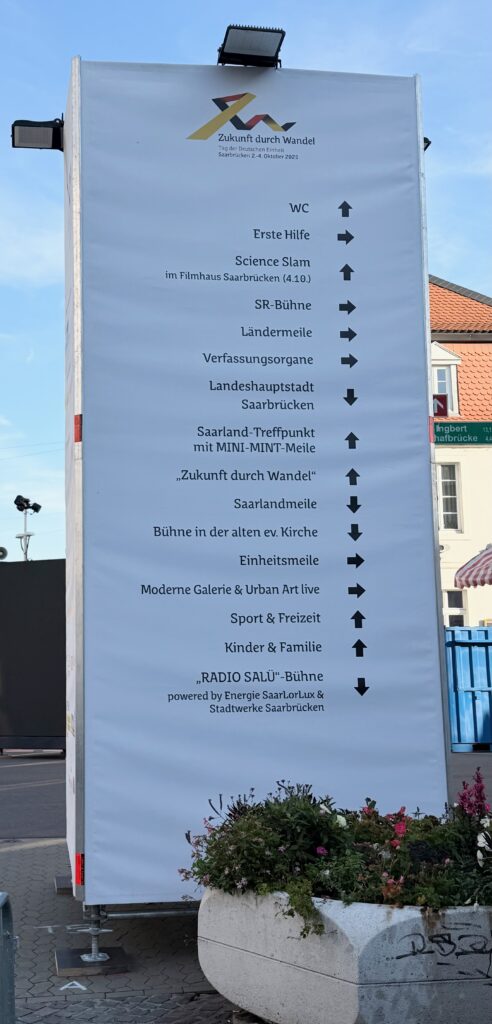 Zukunft durch Wandel
Tag der Deutschen Einheit
Saarbrücken 2.-4. Oktober 2025
WC
Erste Hilfe
Science Slam
im Filmhaus Saarbrücken (4.10.)
SR-Bühne
Ländermeile
Verfassungsorgane
Landeshauptstadt
Saarbrücken
Saarland-Treffpunkt
mit MINI-MINT-Meile
„Zukunft durch Wandel“
Saarlandmeile
Bühne in der alten ev. Kirche
Einheitsmeile
Moderne Galerie & Urban Art live
Sport & Freizeit
Kinder & Familie
„RADIO SALÜ“-Bühne
powered by Energie SaarLorLux &
Stadtwerke Saarbrücken
Ingbert
hafbrücke
A